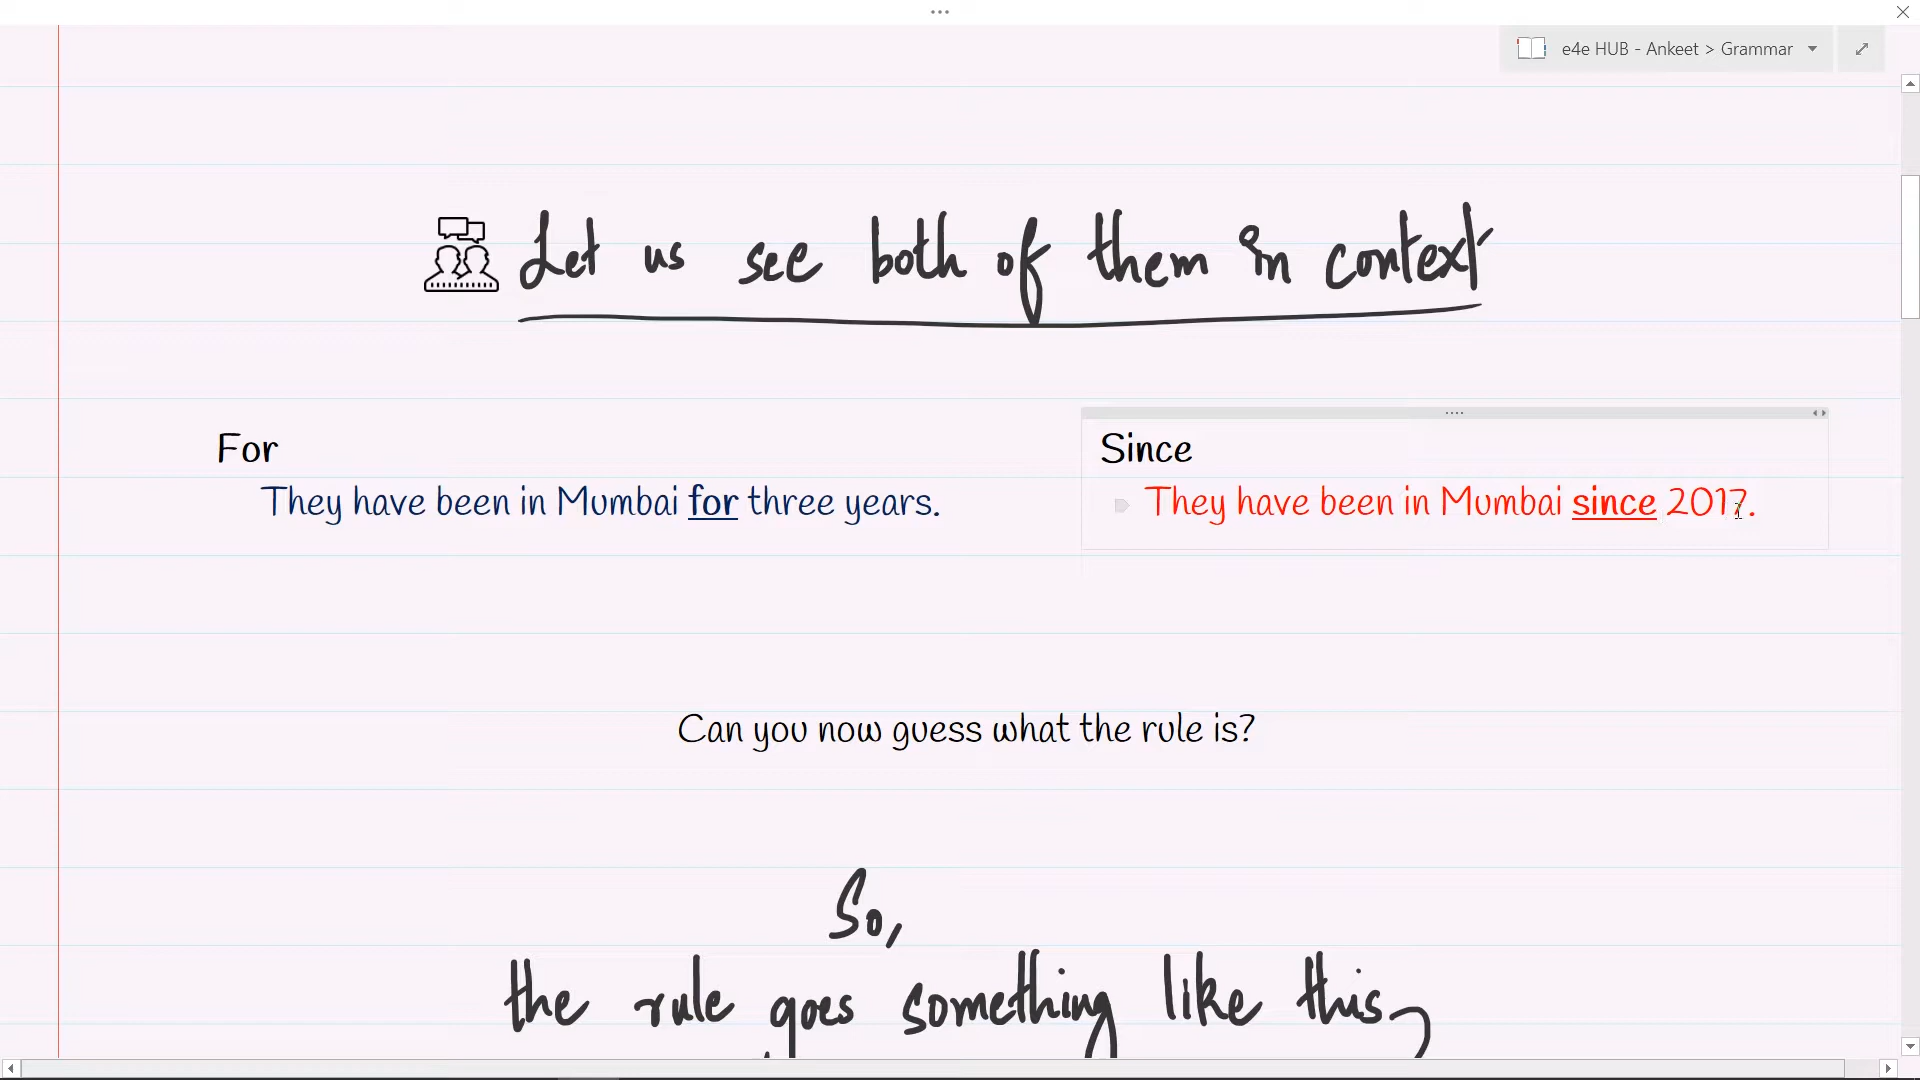 e4e HUB - Ankeet > Grammar
Let us see both of them in context
For
They have been in Mumbai for three years.
Since
They have been in Mumbai since 2017.
Can you now guess what the rule is?
So,
the rule goes something like this,